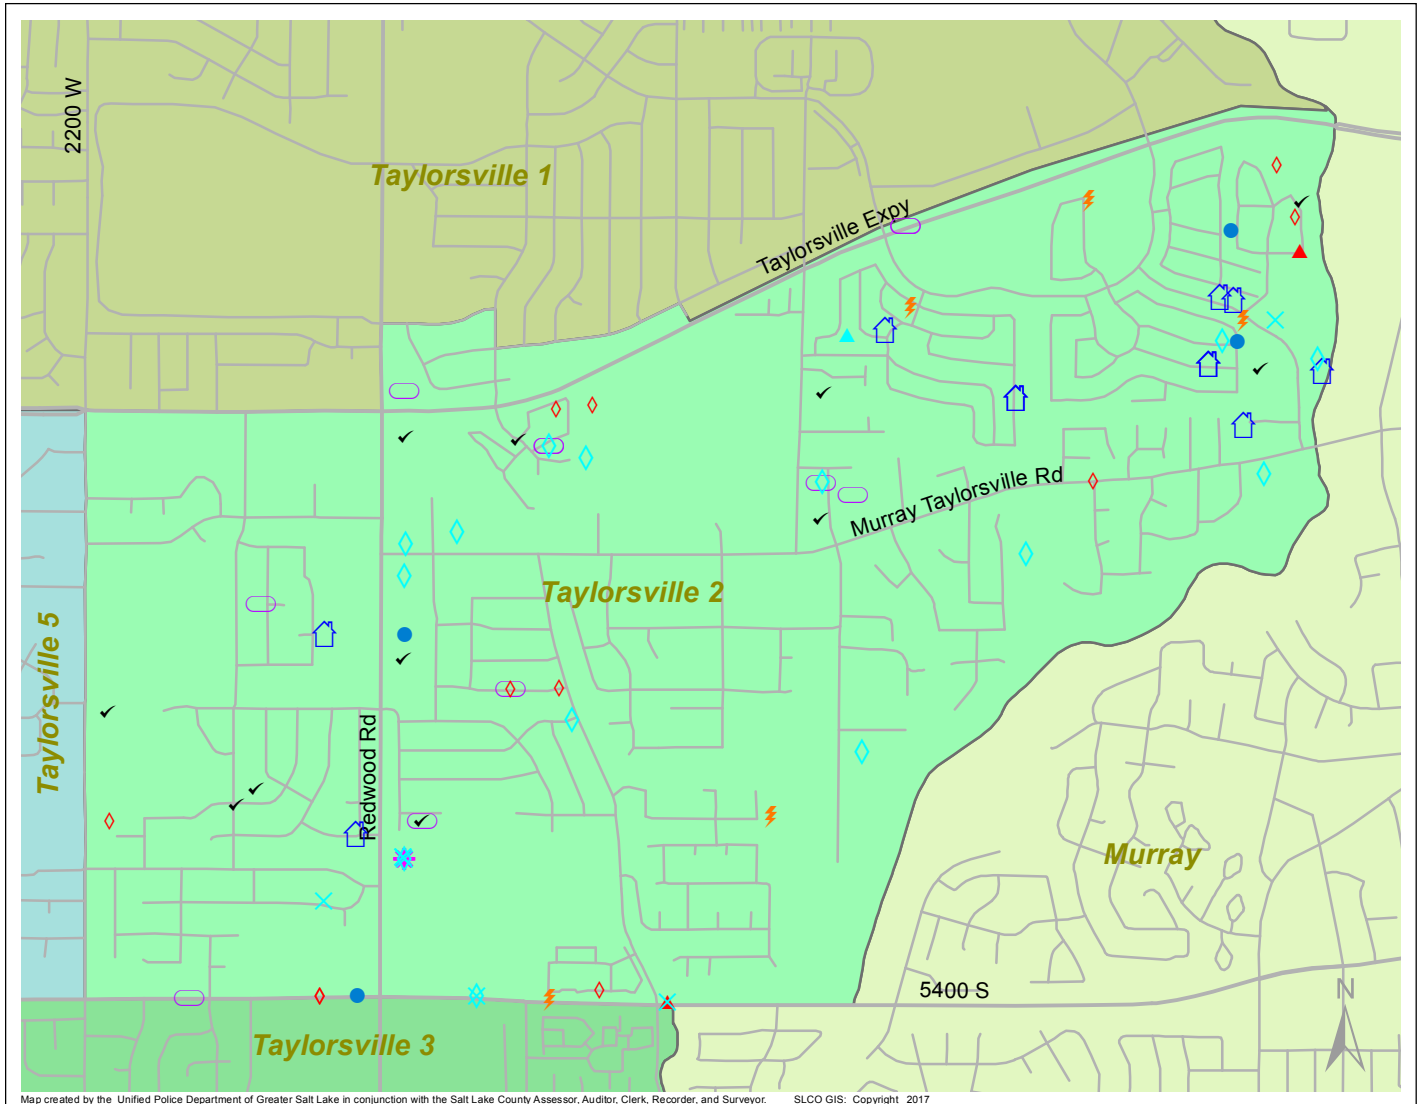 2200 W
Taylorsville 1
Taylorsville Expy
Murray Taylorsville Rd
Taylorsville 2
Taylorsville 5
Redwood Rd
Murray
5400 S
N
Taylorsville 3
Map created by the Unified Police Department of Greater Salt Lake in conjunction with the Salt Lake County Assessor, Auditor, Clerk, Recorder, and Surveyor. SLCO GIS: Copyright 2017